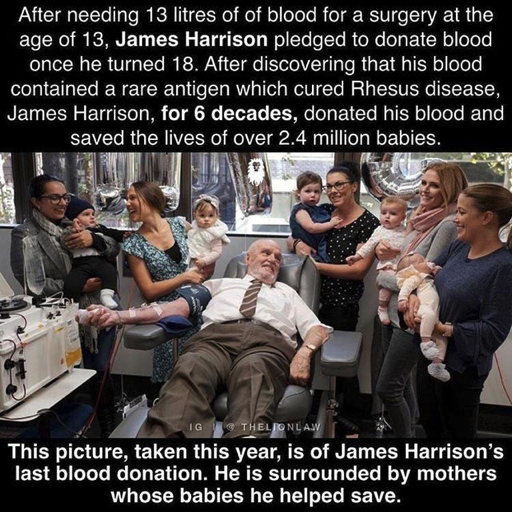 After needing 13 litres of of blood for a surgery at the
age of 13, James Harrison pledged to donate blood
once he turned 18. After discovering that his blood
contained a rare antigen which cured Rhesus disease,
James Harrison, for 6 decades, donated his blood and
saved the lives of over 2.4 million babies.
IG | @ THELIONLAW
This picture, taken this year, is of James Harrison's
last blood donation. He is surrounded by mothers
whose babies he helped save.